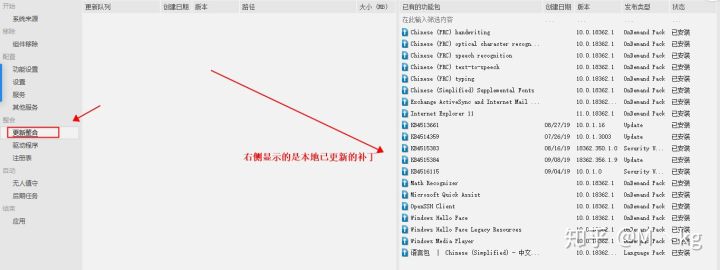 开始
系统来源
移除
组件移除
配置
功能设置
设置
服务
其他服务
整合
更新整合
驱动程序
注册表
自动
无人值守
后期任务
结束
应用
更新队列 创建日期 版本 路径 大小 (MB)
右侧显示的是本地已更新的补丁
已有的功能包 创建日期 版本 发布类型 状态
在此输入筛选内容 ... ... ... ...
Chinese (PRC) handwriting 10.0.18362.1 OnDemand Pack 已安装
Chinese (PRC) optical character recogn... 10.0.18362.1 OnDemand Pack 已安装
Chinese (PRC) speech recognition 10.0.18362.1 OnDemand Pack 已安装
Chinese (PRC) text-to-speech 10.0.18362.1 OnDemand Pack 已安装
Chinese (PRC) typing 10.0.18362.1 OnDemand Pack 已安装
Chinese (Simplified) Supplemental Fonts 10.0.18362.1 OnDemand Pack 已安装
Exchange ActiveSync and Internet Mail ... 10.0.18362.1 OnDemand Pack 已安装
Internet Explorer 11 10.0.18362.1 OnDemand Pack 已安装
KB4513661 08/27/19 10.0.1.16 Update 已安装
KB4514359 07/26/19 10.0.1.3003 Update 已安装
KB4515383 08/16/19 18362.350.1.0 Security V... 已安装
KB4515384 09/08/19 18362.356.1.9 Update 已安装
KB4516115 09/04/19 10.0.1.0 Security V... 已安装
Math Recognizer 10.0.18362.1 OnDemand Pack 已安装
Microsoft Quick Assist 10.0.18362.1 OnDemand Pack 已安装
OpenSSH Client 10.0.18362.1 OnDemand Pack 已安装
Windows Hello Face 10.0.18362.1 OnDemand Pack 已安装
Windows Hello Face Legacy Resources 10.0.18362.1 OnDemand Pack 已安装
Windows Media Player 10.0.18362.1 OnDemand Pack 已安装
语言包 | Chinese (Simplified) - 中文... 10.0.18362.1 Language Pack 已安装